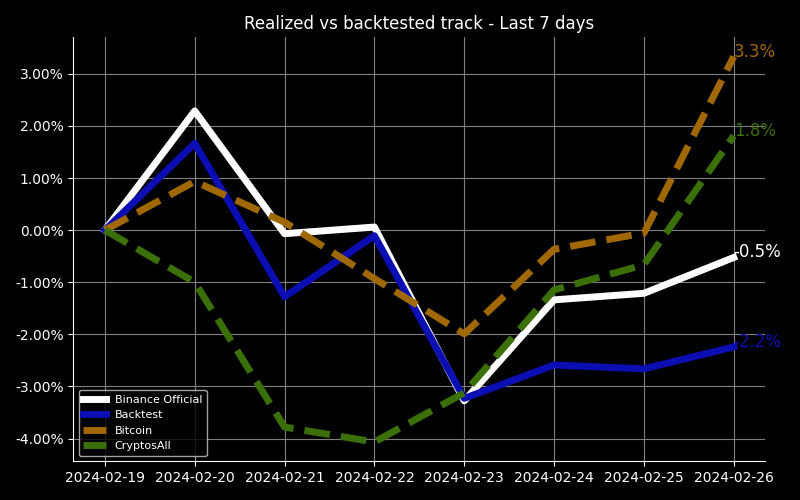 Realized vs backtested track - Last 7 days
3.00%
2.00%
1.00%
0.00%
-1.00%
-2.00%
-3.00%
-4.00%
3.3%
1.8%
-0.5%
-2.2%
Binance Official
Backtest
Bitcoin
CryptosAll
2024-02-19 2024-02-20 2024-02-21 2024-02-22 2024-02-23 2024-02-24 2024-02-25 2024-02-26